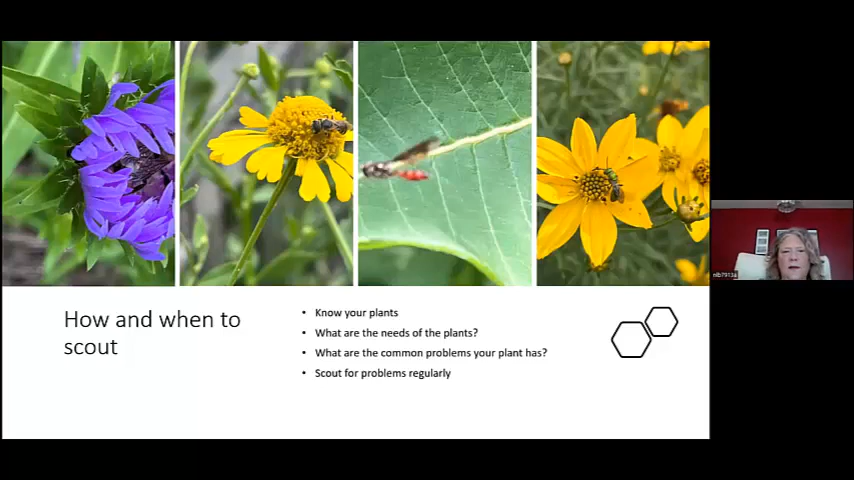 How and when to
scout
• Know your plants
• What are the needs of the plants?
• What are the common problems your plant has?
• Scout for problems regularly
nlb79134